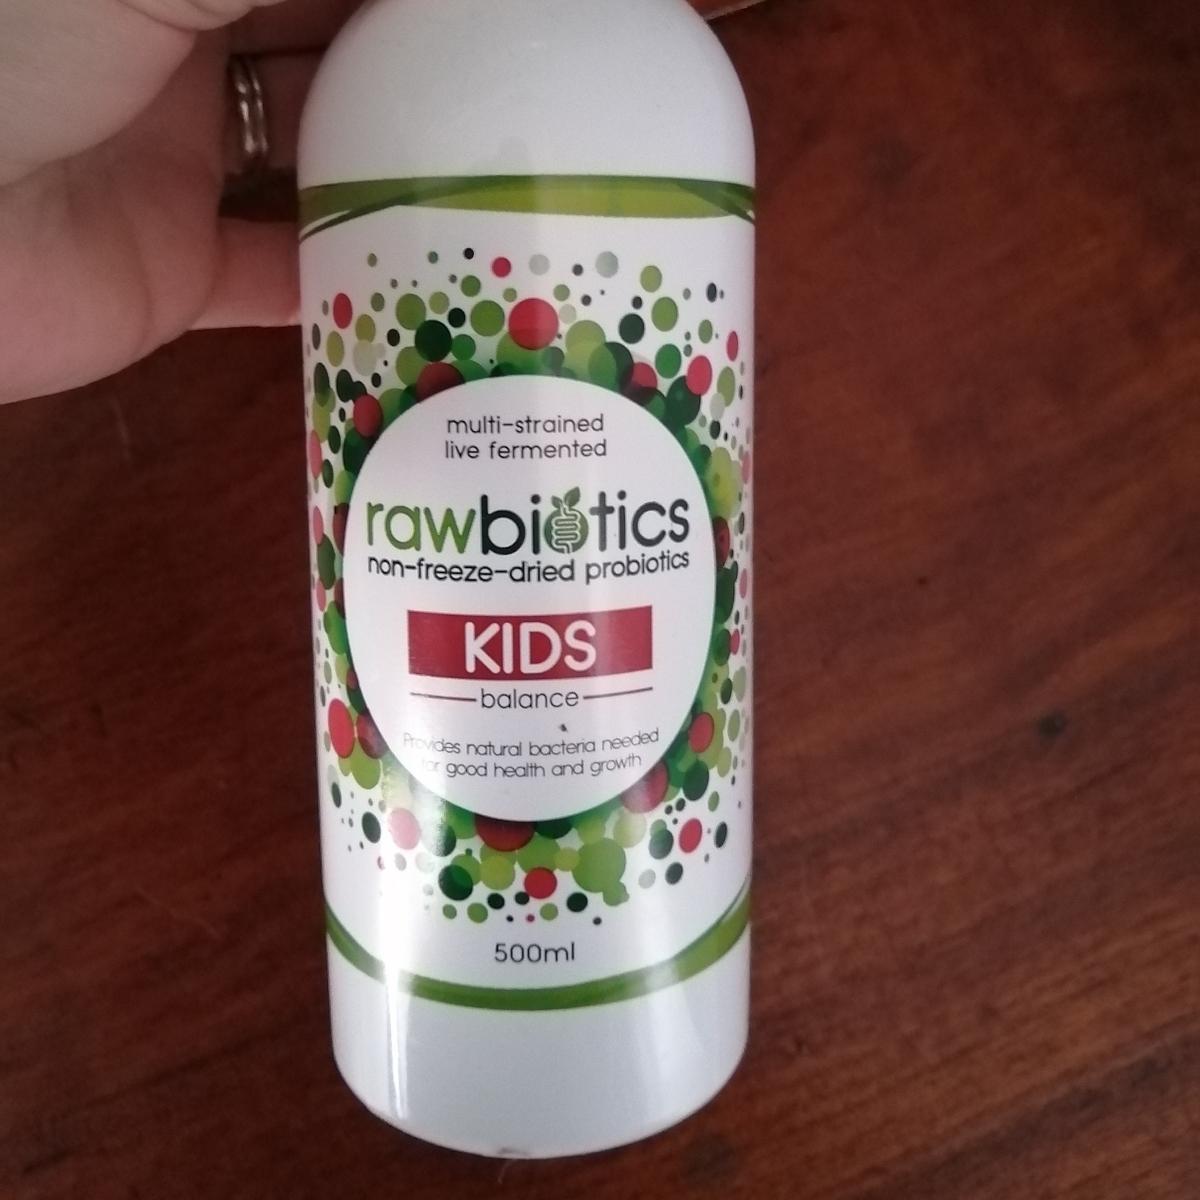 multi-strained
live fermented
rawbiotics
non-freeze-dried probiotics
KIDS
balance
Provides natural bacteria needed
for good health and growth
500ml